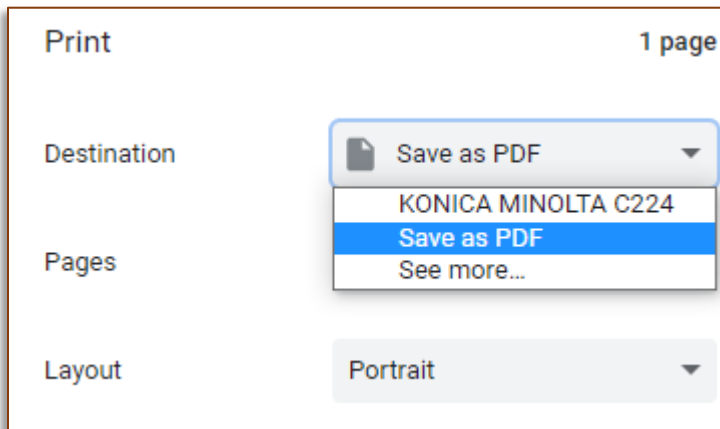 Print 1 page
Destination Save as PDF
KONICA MINOLTA C224
Save as PDF
Pages
See more...
Layout Portrait